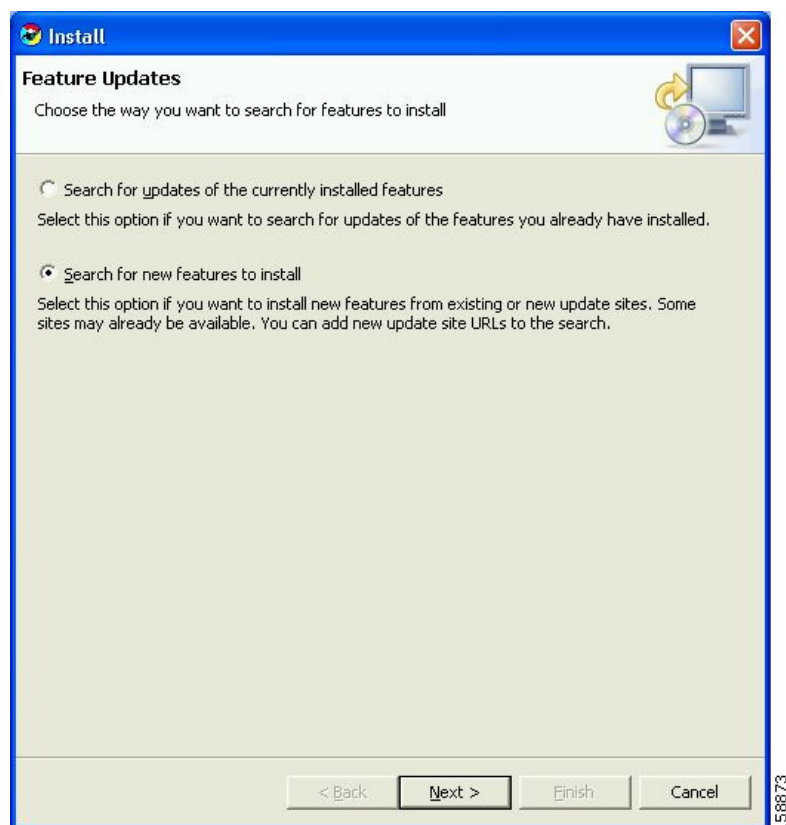 Install
Feature Updates
Choose the way you want to search for features to install
Search for updates of the currently installed features
Select this option if you want to search for updates of the features you already have installed.
Search for new features to install
Select this option if you want to install new features from existing or new update sites. Some
sites may already be available. You can add new update site URLs to the search.
< Back
Next >
Finish
Cancel
58873